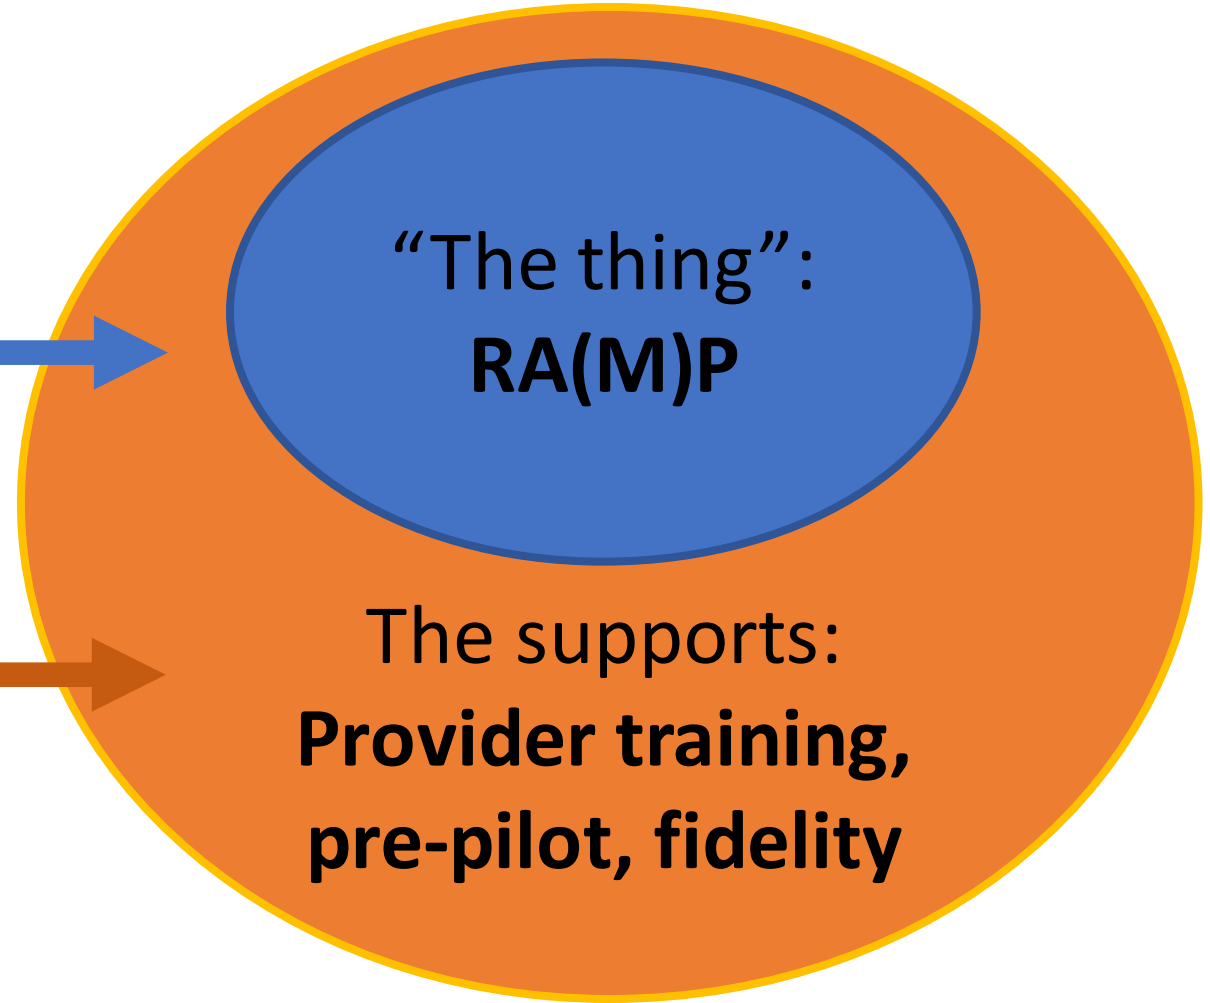 “The thing”:
RA(M)P
The supports:
Provider training,
pre-pilot, fidelity